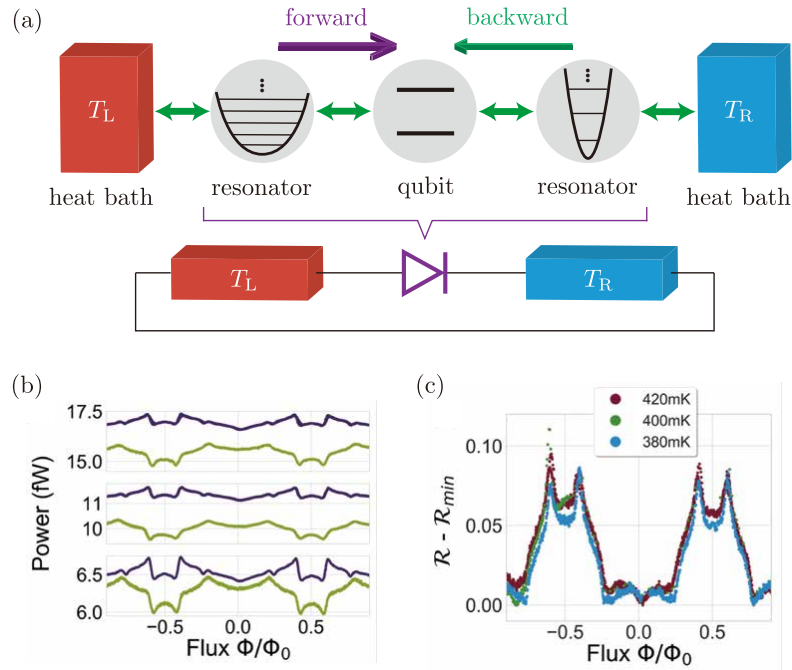 (a)
forward
backward
T_L
T_R
heat bath
resonator
qubit
resonator
heat bath
T_L
T_R
(b)
17.5
15.0
11
10
6.5
6.0
Power (fW)
−0.5
0.0
0.5
Flux Φ/Φ₀
(c)
420mK
400mK
380mK
0.10
0.05
0.00
ℛ - ℛ_min
−0.5
0.0
0.5
Flux Φ/Φ₀